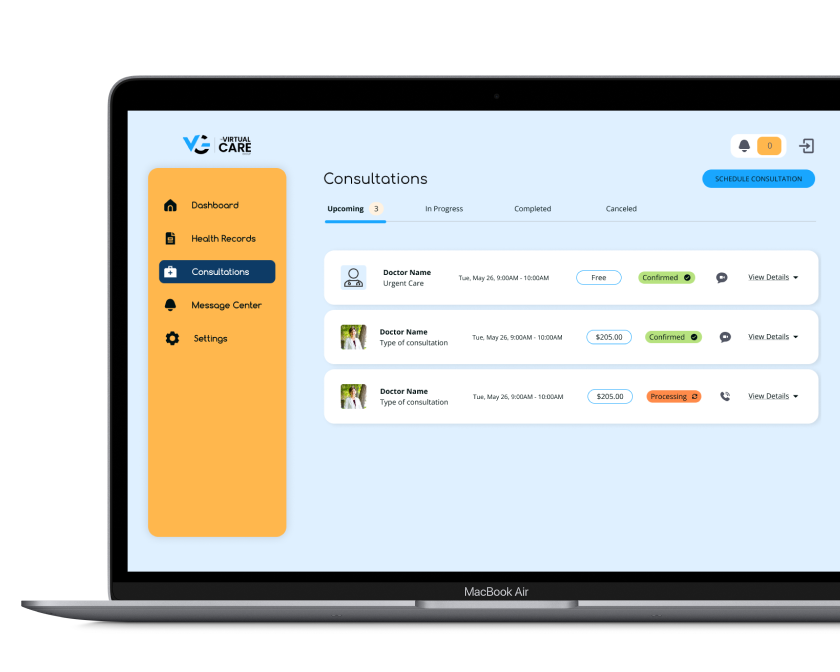 VIRTUAL
CARE
0
Consultations
SCHEDULE CONSULTATION
Dashboard
Health Records
Consultations
Message Center
Settings
Upcoming 3 In Progress Completed Canceled
Doctor Name
Urgent Care
Tue, May 26, 9:00AM - 10:00AM Free Confirmed View Details
Doctor Name
Type of consultation
Tue, May 26, 9:00AM - 10:00AM $205.00 Confirmed View Details
Doctor Name
Type of consultation
Tue, May 26, 9:00AM - 10:00AM $205.00 Processing View Details
MacBook Air